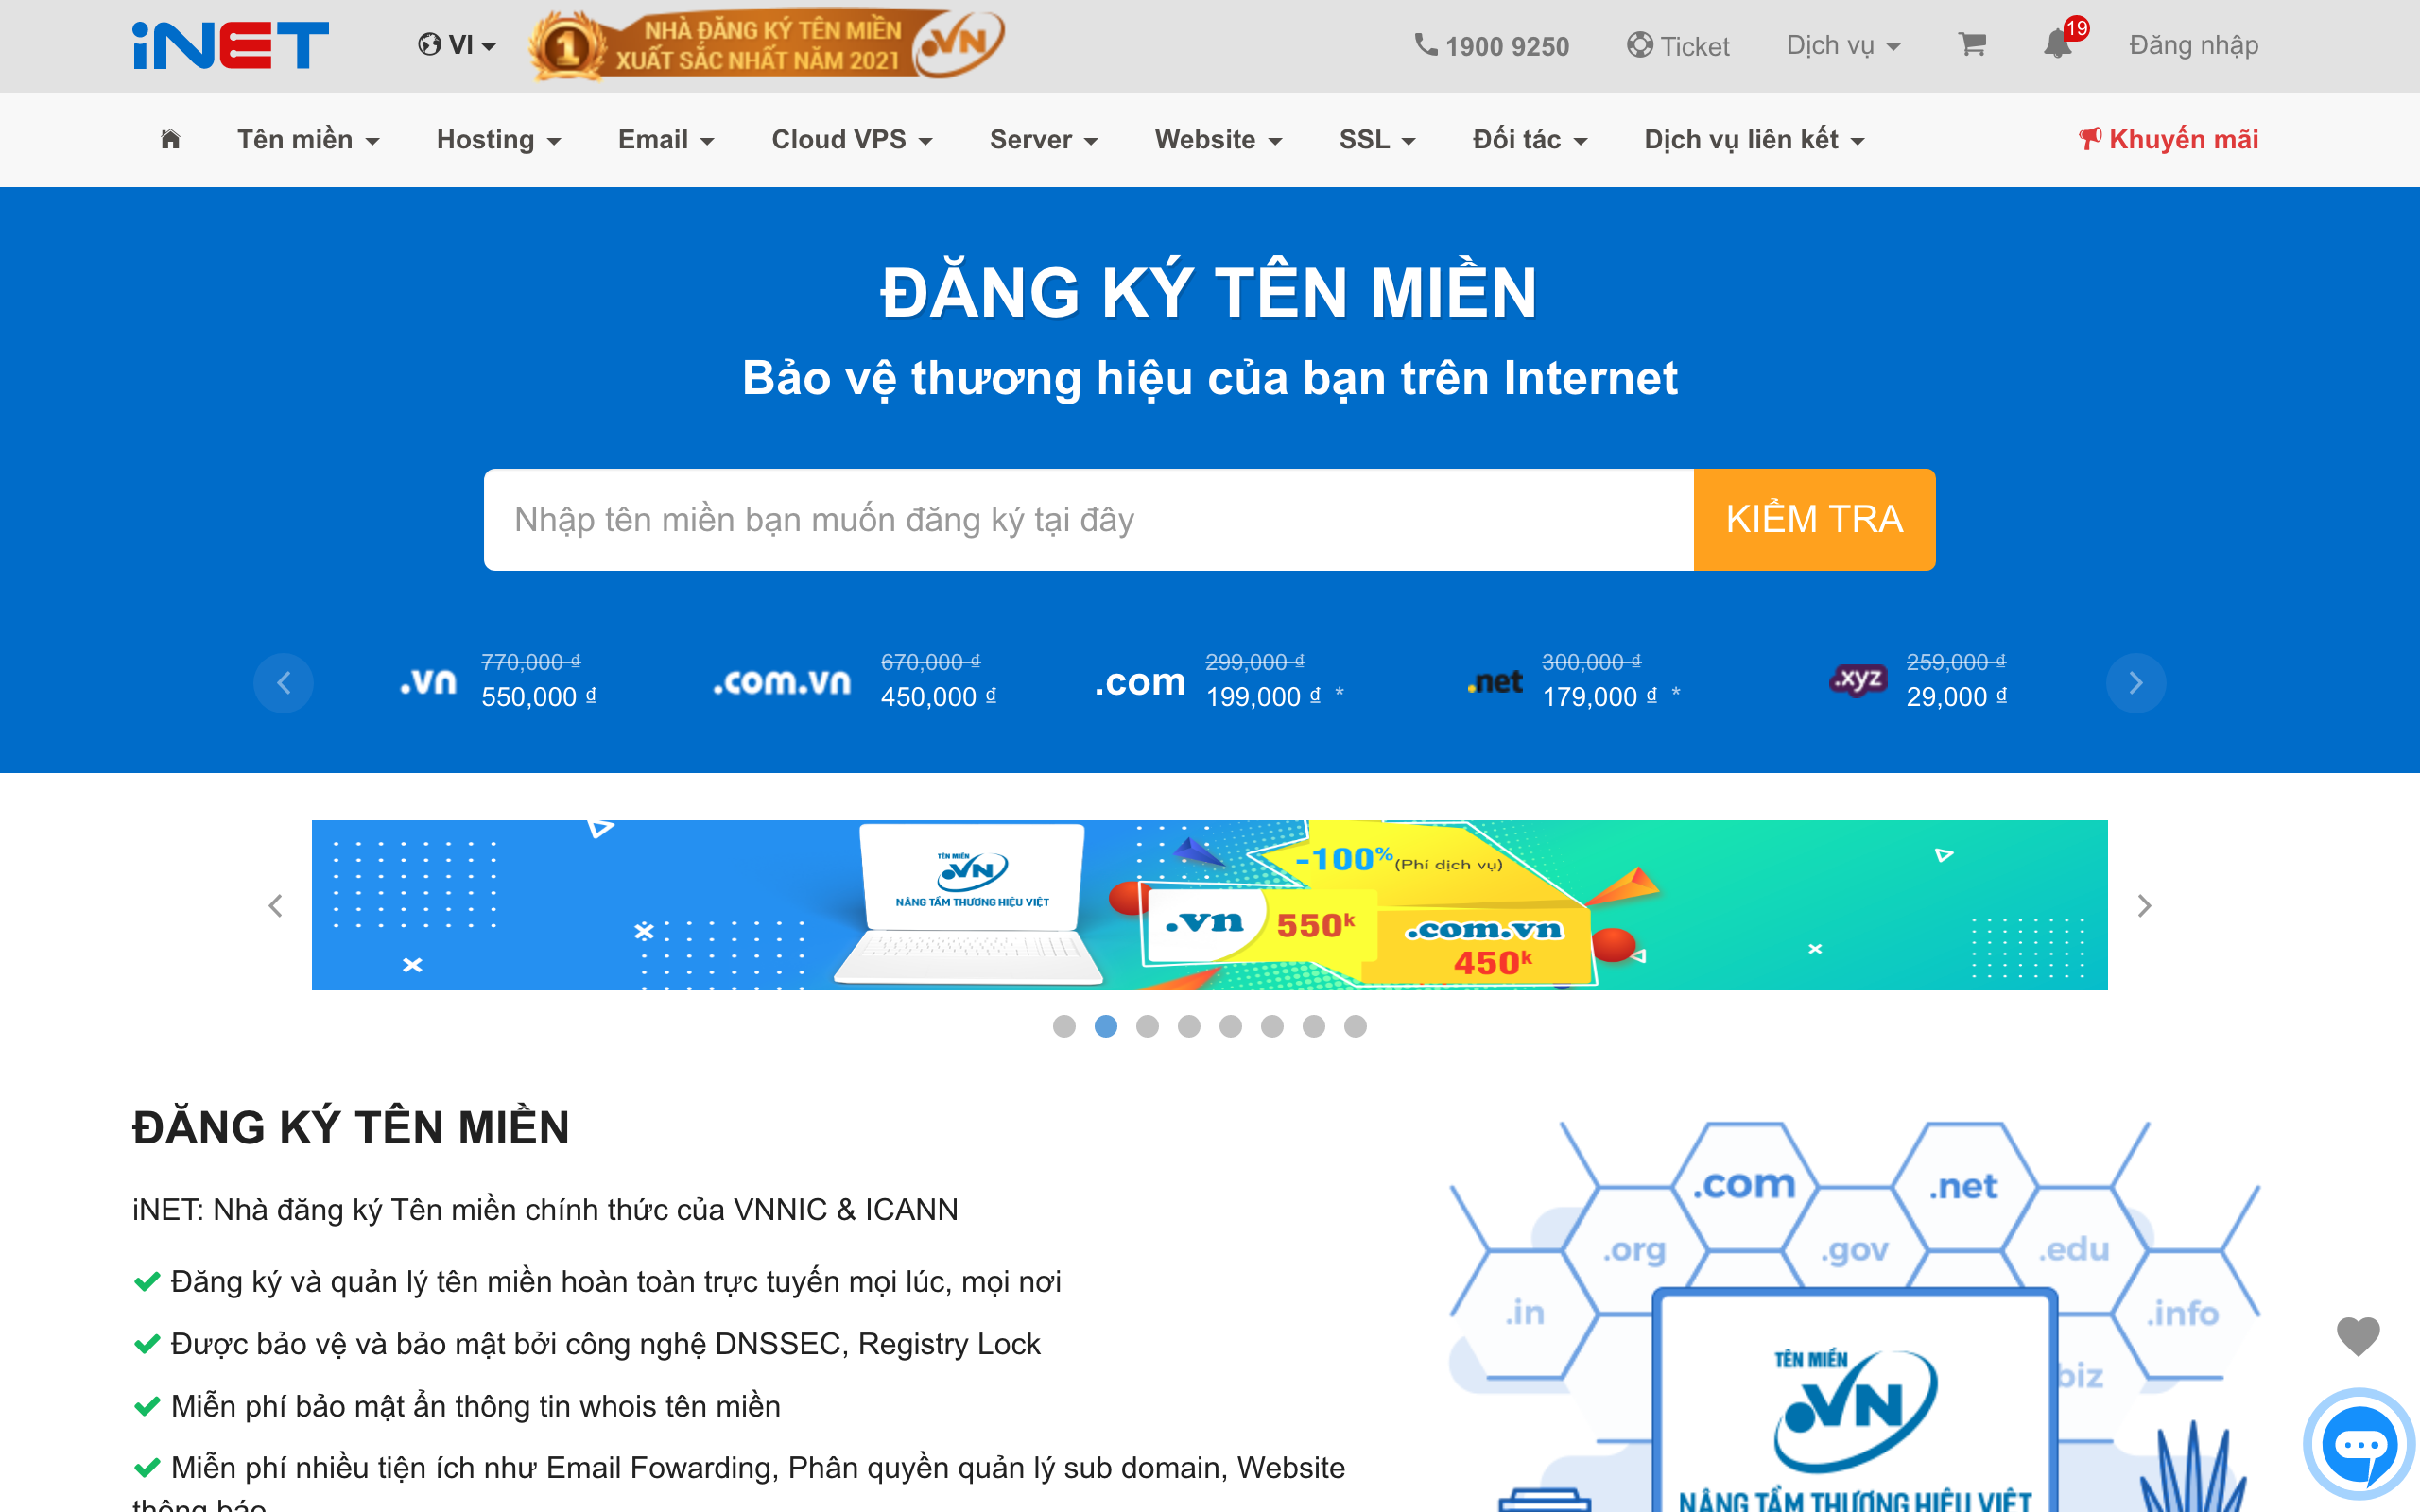 iNET
VI
1 NHÀ ĐĂNG KÝ TÊN MIỀN
XUẤT SẮC NHẤT NĂM 2021
.VN
1900 9250
Ticket
Dịch vụ
19
Đăng nhập
Tên miền
Hosting
Email
Cloud VPS
Server
Website
SSL
Đối tác
Dịch vụ liên kết
Khuyến mãi
ĐĂNG KÝ TÊN MIỀN
Bảo vệ thương hiệu của bạn trên Internet
Nhập tên miền bạn muốn đăng ký tại đây
KIỂM TRA
.vn
770,000 ₫
550,000 ₫
.com.vn
670,000 ₫
450,000 ₫
.com
299,000 ₫
199,000 ₫ *
.net
300,000 ₫
179,000 ₫ *
.xyz
259,000 ₫
29,000 ₫
TÊN MIỀN
.VN
NÂNG TẦM THƯƠNG HIỆU VIỆT
-100% (Phí dịch vụ)
.vn 550k
.com.vn
450k
ĐĂNG KÝ TÊN MIỀN
iNET: Nhà đăng ký Tên miền chính thức của VNNIC & ICANN
Đăng ký và quản lý tên miền hoàn toàn trực tuyến mọi lúc, mọi nơi
Được bảo vệ và bảo mật bởi công nghệ DNSSEC, Registry Lock
Miễn phí bảo mật ẩn thông tin whois tên miền
Miễn phí nhiều tiện ích như Email Fowarding, Phân quyền quản lý sub domain, Website
thông báo
.com
.net
.org
.gov
.edu
.in
.info
biz
TÊN MIỀN
.VN
NÂNG TẦM THƯƠNG HIỆU VIỆT